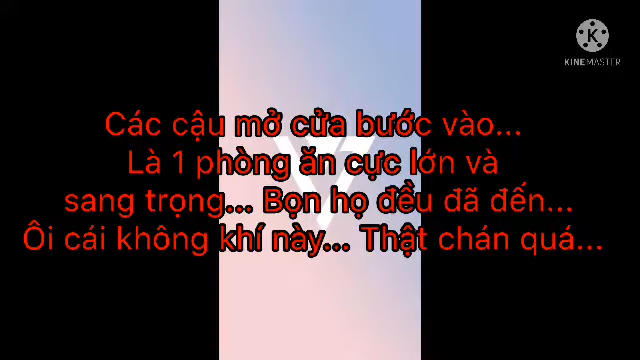 KINEMASTER
Các cậu mở cửa bước vào...
Là 1 phòng ăn cực lớn và
sang trọng... Bọn họ đều đã đến...
Ôi cái không khí này... Thật chán quá...